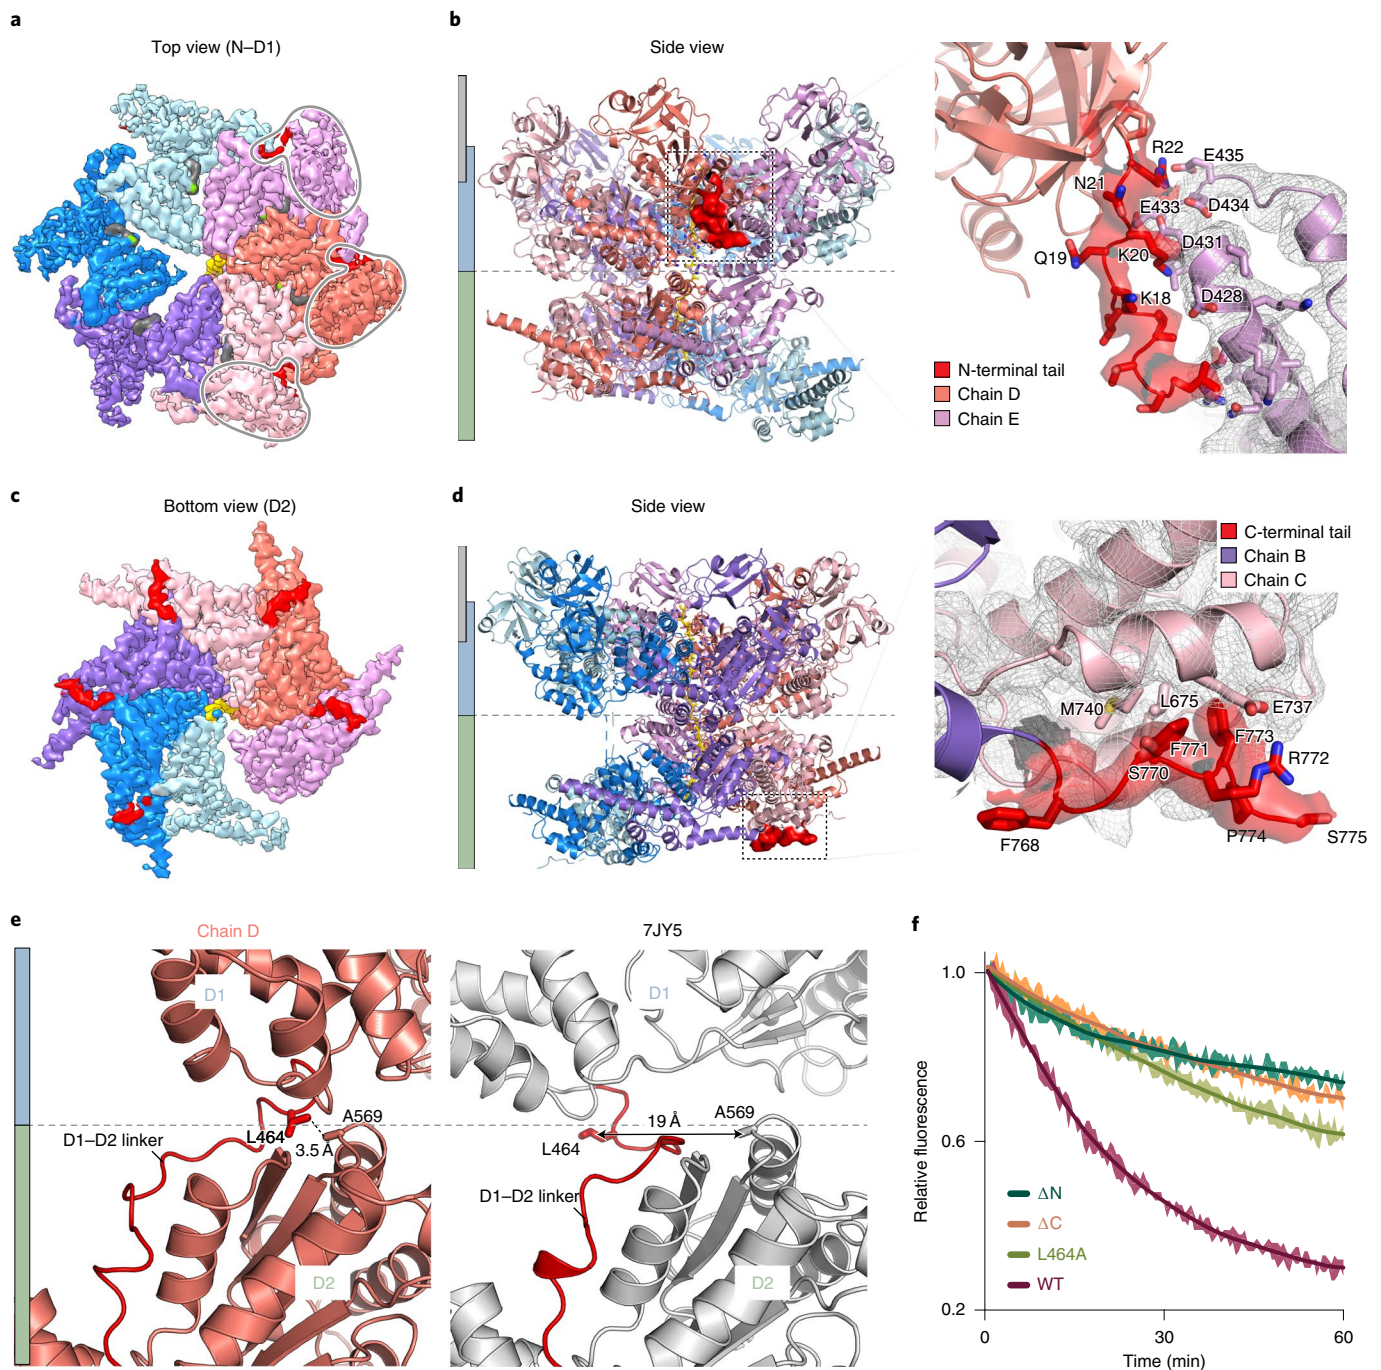 a
Top view (N–D1)
b
Side view
R22
E435
N21
E433
D434
D431
Q19
K20
K18
D428
N-terminal tail
Chain D
Chain E
c
Bottom view (D2)
d
Side view
C-terminal tail
Chain B
Chain C
M740
L675
E737
F771
F773
R772
S770
F768
P774
S775
e
Chain D
D1
A569
L464
3.5 Å
D1–D2 linker
D2
7JY5
D1
19 Å
A569
L464
D1–D2 linker
D2
f
1.0
0.6
0.2
Relative fluorescence
ΔN
ΔC
L464A
WT
0
30
60
Time (min)